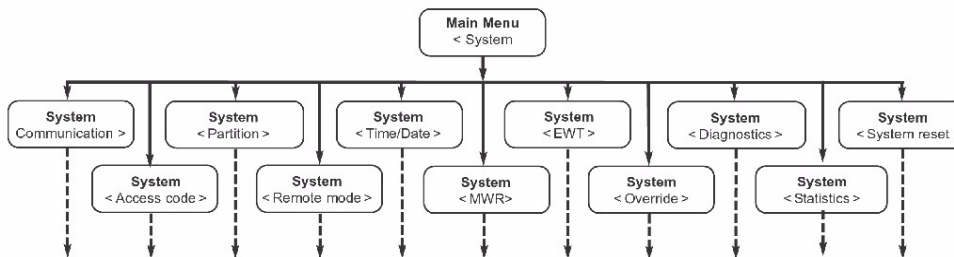 Main Menu
< System
System
Communication >
System
< Partition >
System
< Time/Date>
System
< EWT >
System
< Diagnostics >
System
< System reset
System
< Access code >
System
< Remote mode >
System
< MWR>
System
< Override >
System
< Statistics >